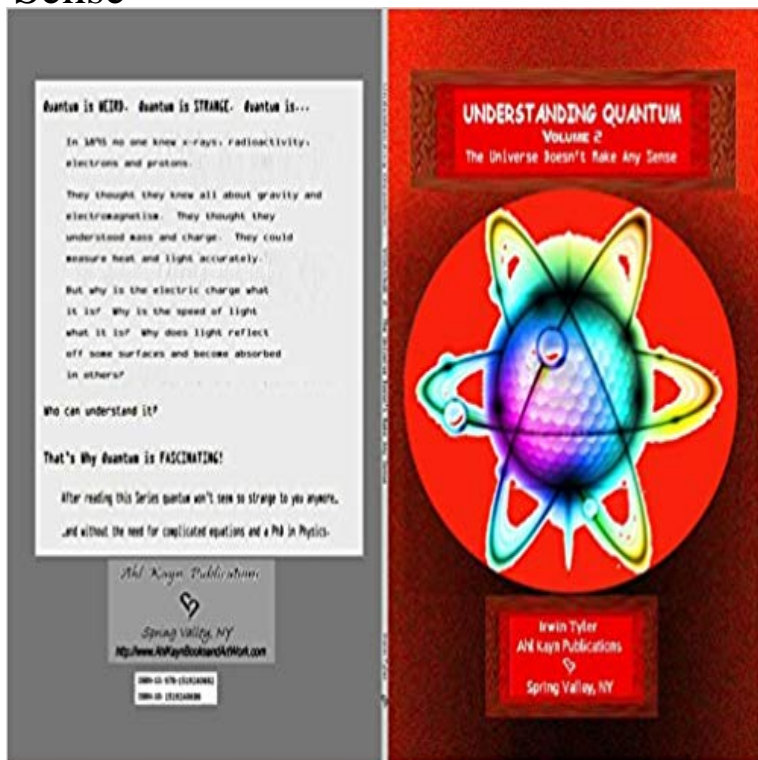 Sense
Quantum is WEIRD. Quantum is STRANGE. Quantum is...
In 1895 no one knew x-rays, radioactivity,
electrons and protons.
They thought they knew all about gravity and
electromagnetism. They thought they
understood mass and charge. They could
measure heat and light accurately.
But why is the electric charge what
it is? Why is the speed of light
what it is? Why does light reflect
off some surfaces and become absorbed
in others?
Who can understand it?
That's Why Quantum is FASCINATING!
After reading this Series quantum won't seem so strange to you anymore,
…and without the need for complicated equations and a PhD in Physics.
Ahl Kayn Publications
Spring Valley, NY
http://www.AhlKaynBooksandArtWork.com
UNDERSTANDING QUANTUM
VOLUME 2
The Universe Doesn't Make Any Sense
Irwin Tyler
Ahl Kayn Publications
Spring Valley, NY